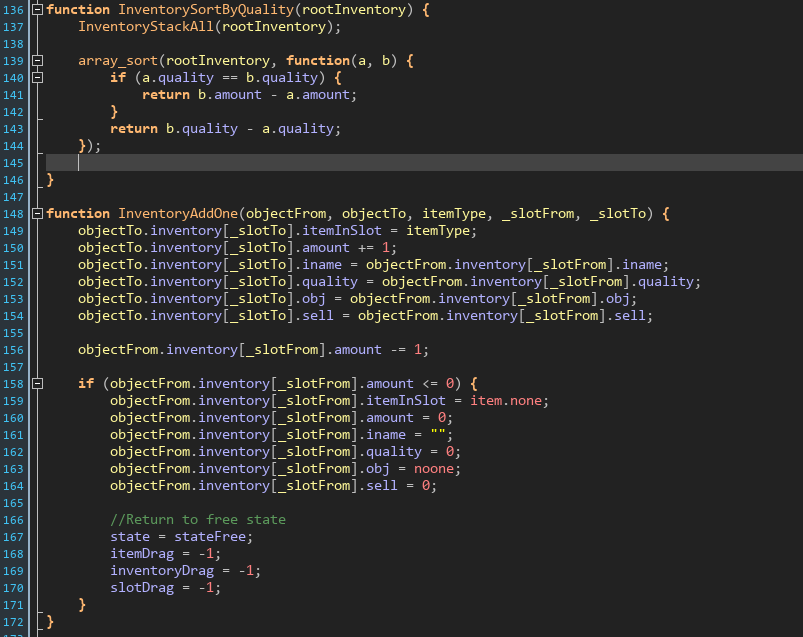 136 function InventorySortByQuality(rootInventory) {
137     InventoryStackAll(rootInventory);
138
139     array_sort(rootInventory, function(a, b) {
140         if (a.quality == b.quality) {
141             return b.amount - a.amount;
142         }
143         return b.quality - a.quality;
144     });
145
146 }
147
148 function InventoryAddOne(objectFrom, objectTo, itemType, _slotFrom, _slotTo) {
149     objectTo.inventory[_slotTo].itemInSlot = itemType;
150     objectTo.inventory[_slotTo].amount += 1;
151     objectTo.inventory[_slotTo].iname = objectFrom.inventory[_slotFrom].iname;
152     objectTo.inventory[_slotTo].quality = objectFrom.inventory[_slotFrom].quality;
153     objectTo.inventory[_slotTo].obj = objectFrom.inventory[_slotFrom].obj;
154     objectTo.inventory[_slotTo].sell = objectFrom.inventory[_slotFrom].sell;
155
156     objectFrom.inventory[_slotFrom].amount -= 1;
157
158     if (objectFrom.inventory[_slotFrom].amount <= 0) {
159         objectFrom.inventory[_slotFrom].itemInSlot = item.none;
160         objectFrom.inventory[_slotFrom].amount = 0;
161         objectFrom.inventory[_slotFrom].iname = "";
162         objectFrom.inventory[_slotFrom].quality = 0;
163         objectFrom.inventory[_slotFrom].obj = noone;
164         objectFrom.inventory[_slotFrom].sell = 0;
165
166         //Return to free state
167         state = stateFree;
168         itemDrag = -1;
169         inventoryDrag = -1;
170         slotDrag = -1;
171     }
172 }